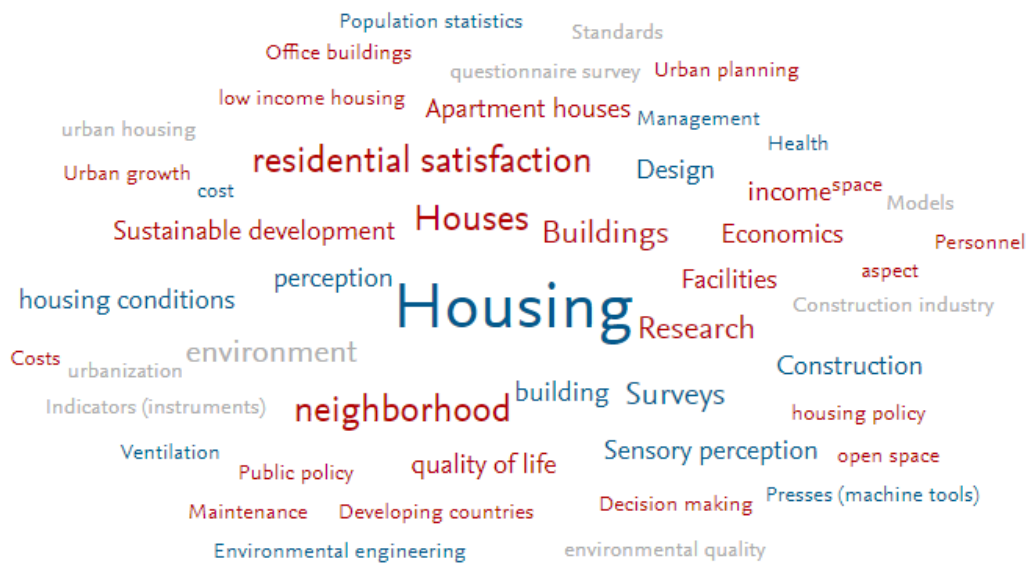 Population statistics
Standards
Office buildings
questionnaire survey
Urban planning
low income housing
Apartment houses
Management
urban housing
Health
residential satisfaction
Design
Urban growth
cost
income
space
Models
Sustainable development
Houses
Buildings
Economics
Personnel
perception
Facilities
aspect
housing conditions
Housing
Construction industry
Research
Costs
urbanization
environment
Construction
Indicators (instruments)
neighborhood
building
Surveys
housing policy
Ventilation
Public policy
quality of life
Sensory perception
open space
Maintenance
Developing countries
Decision making
Presses (machine tools)
Environmental engineering
environmental quality